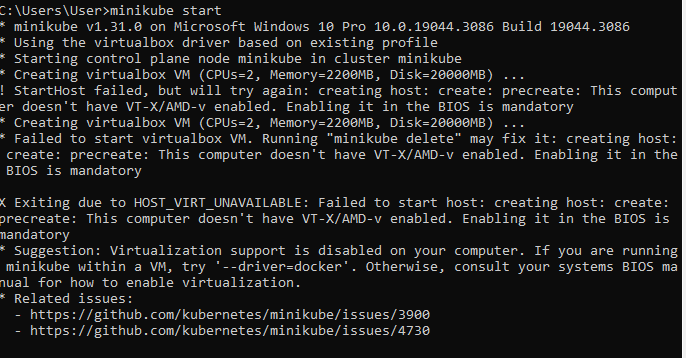 C:\Users\User>minikube start
* minikube v1.31.0 on Microsoft Windows 10 Pro 10.0.19044.3086 Build 19044.3086
* Using the virtualbox driver based on existing profile
* Starting control plane node minikube in cluster minikube
* Creating virtualbox VM (CPUs=2, Memory=2200MB, Disk=20000MB) ...
! StartHost failed, but will try again: creating host: create: precreate: This comput
er doesn't have VT-X/AMD-v enabled. Enabling it in the BIOS is mandatory
* Creating virtualbox VM (CPUs=2, Memory=2200MB, Disk=20000MB) ...
* Failed to start virtualbox VM. Running "minikube delete" may fix it: creating host:
 create: precreate: This computer doesn't have VT-X/AMD-v enabled. Enabling it in the
 BIOS is mandatory
X Exiting due to HOST_VIRT_UNAVAILABLE: Failed to start host: creating host: create:
precreate: This computer doesn't have VT-X/AMD-v enabled. Enabling it in the BIOS is
mandatory
* Suggestion: Virtualization support is disabled on your computer. If you are running
 minikube within a VM, try '--driver=docker'. Otherwise, consult your systems BIOS ma
nual for how to enable virtualization.
* Related issues:
  - https://github.com/kubernetes/minikube/issues/3900
  - https://github.com/kubernetes/minikube/issues/4730